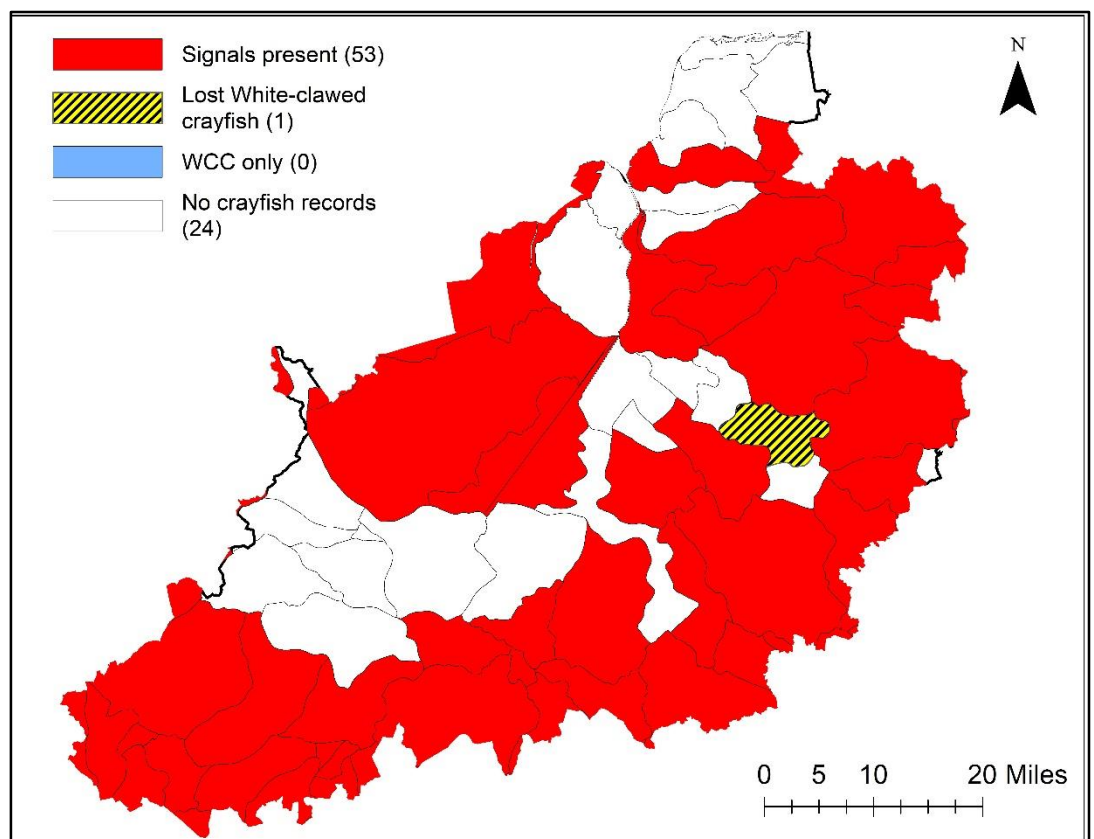 Signals present (53)
Lost White-clawed
crayfish (1)
WCC only (0)
No crayfish records
(24)
N
0 5 10 20 Miles